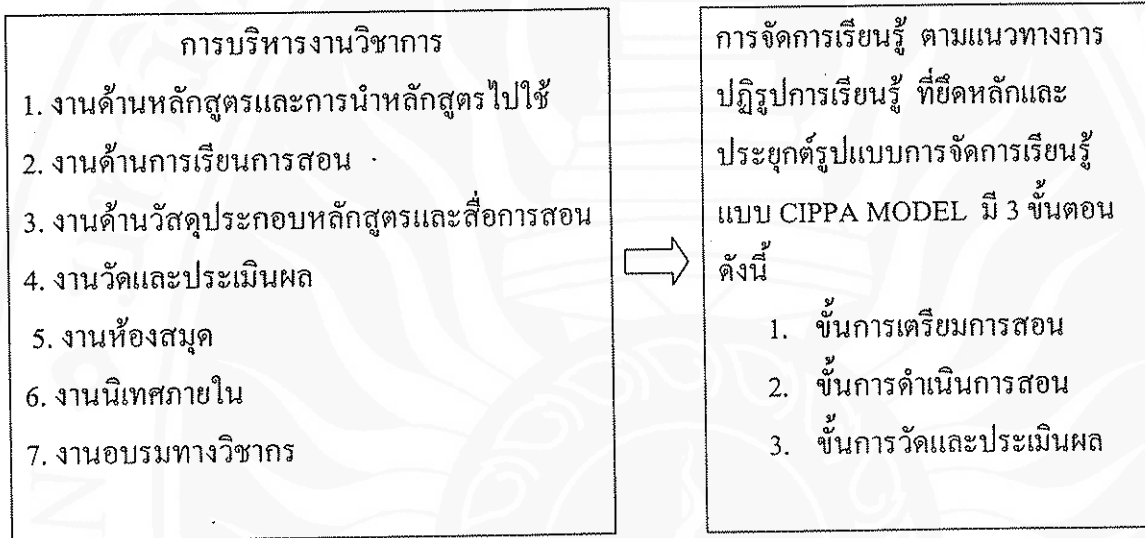 การบริหารงานวิชาการ
1. งานด้านหลักสูตรและการนำหลักสูตรไปใช้
2. งานด้านการเรียนการสอน
3. งานด้านวัสดุประกอบหลักสูตรและสื่อการสอน
4. งานวัดและประเมินผล
5. งานห้องสมุด
6. งานนิเทศภายใน
7. งานอบรมทางวิชากร
การจัดการเรียนรู้ ตามแนวทางการ
ปฏิรูปการเรียนรู้ ที่ยึดหลักและ
ประยุกต์รูปแบบการจัดการเรียนรู้
แบบ CIPPA MODEL มี 3 ขั้นตอน
ดังนี้
1. ขั้นการเตรียมการสอน
2. ขั้นการดำเนินการสอน
3. ขั้นการวัดและประเมินผล